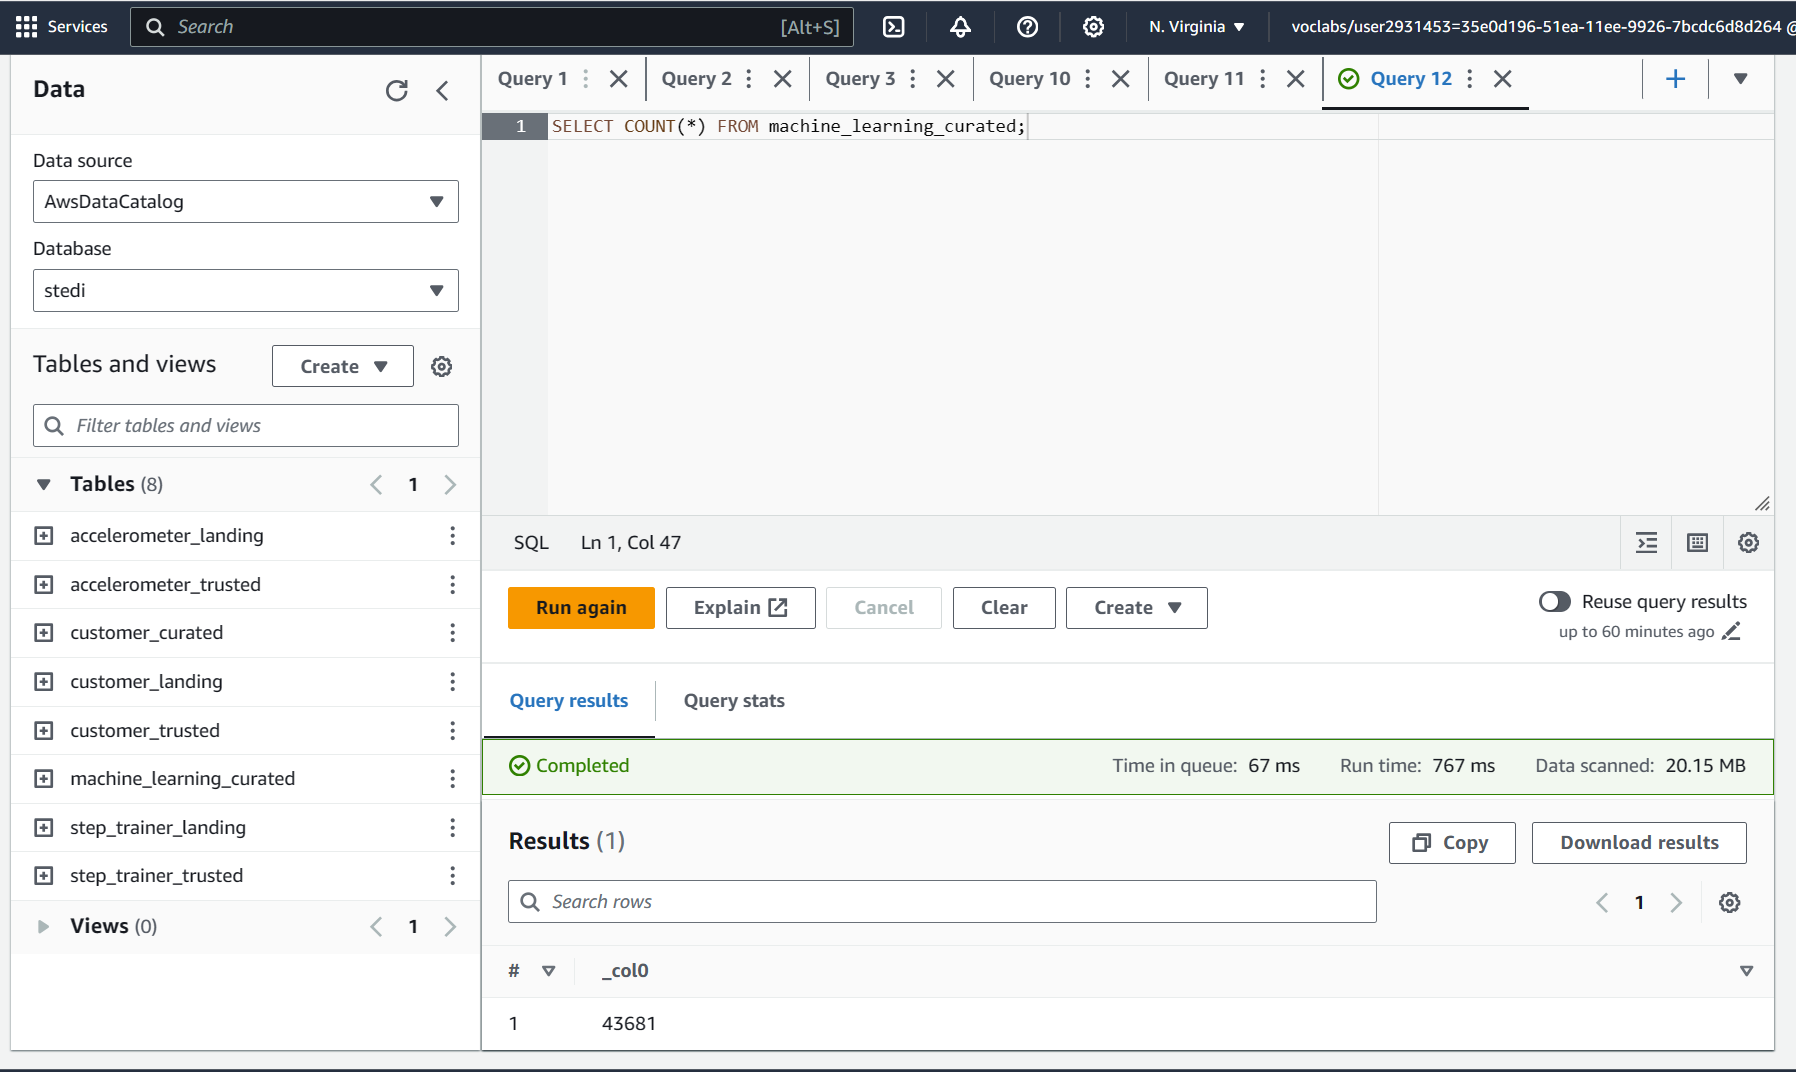 Services
Search
[Alt+S]
N. Virginia
voclabs/user2931453=35e0d196-51ea-11ee-9926-7bcdc6d8d264 @
Data
Data source
AwsDataCatalog
Database
stedi
Tables and views
Create
Filter tables and views
Tables (8)
1
accelerometer_landing
accelerometer_trusted
customer_curated
customer_landing
customer_trusted
machine_learning_curated
step_trainer_landing
step_trainer_trusted
Views (0)
1
Query 1
Query 2
Query 3
Query 10
Query 11
Query 12
1 SELECT COUNT(*) FROM machine_learning_curated;
SQL Ln 1, Col 47
Run again
Explain
Cancel
Clear
Create
Reuse query results
up to 60 minutes ago
Query results
Query stats
Completed
Time in queue: 67 ms
Run time: 767 ms
Data scanned: 20.15 MB
Results (1)
Copy
Download results
Search rows
1
# _col0
1 43681